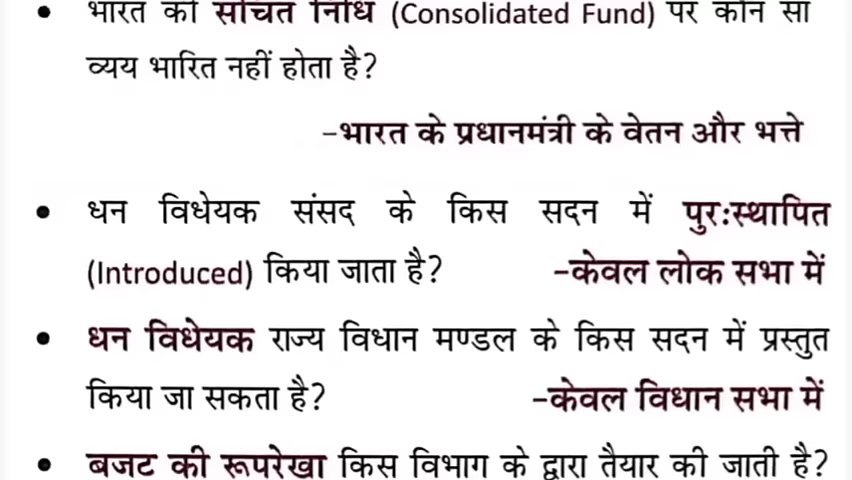 भारत की संचित निधि (Consolidated Fund) पर कौन सा
व्यय भारित नहीं होता है?
-भारत के प्रधानमंत्री के वेतन और भत्ते
धन विधेयक संसद के किस सदन में पुरःस्थापित
(Introduced) किया जाता है? -केवल लोक सभा में
धन विधेयक राज्य विधान मण्डल के किस सदन में प्रस्तुत
किया जा सकता है? -केवल विधान सभा में
बजट की रूपरेखा किस विभाग के द्वारा तैयार की जाती है?